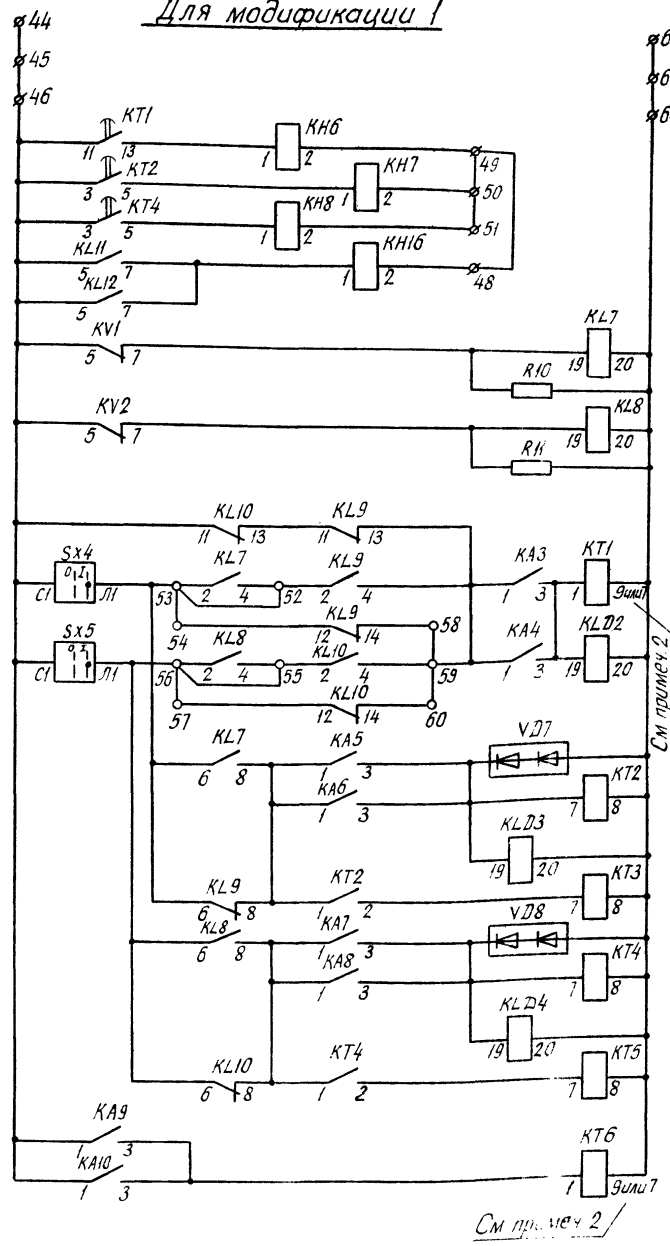 Для модификации 1
44
45
46
6
6
6
KT1
11 13
KH6
1 2
49
KT2
3 5
KH7
1 2
50
KT4
3 5
KH8
1 2
51
KL11
5 7
KH16
1 2
48
KL12
5 7
KV1
5 7
KL7
19 20
R10
KV2
5 7
KL8
19 20
R11
KL10
11 13
KL9
11 13
SX4
0 I
C1 Л1
53
KL7
2 4
52
KL9
2 4
KA3
1 3
KT1
1 9или7
54
KL9
12 14
58
SX5
0 I
C1 Л1
56
KL8
2 4
55
KL10
2 4
59
KA4
1 3
KLD2
19 20
См примеч 2
57
KL10
12 14
60
KL7
6 8
KA5
1 3
VD7
KA6
1 3
KT2
7 8
KLD3
19 20
KL9
6 8
KT2
1 2
KT3
7 8
KL8
6 8
KA7
1 3
VD8
KA8
1 3
KT4
7 8
KLD4
19 20
KL10
6 8
KT4
1 2
KT5
7 8
KA9
1 3
KA10
1 3
KT6
1 9или7
См примеч 2